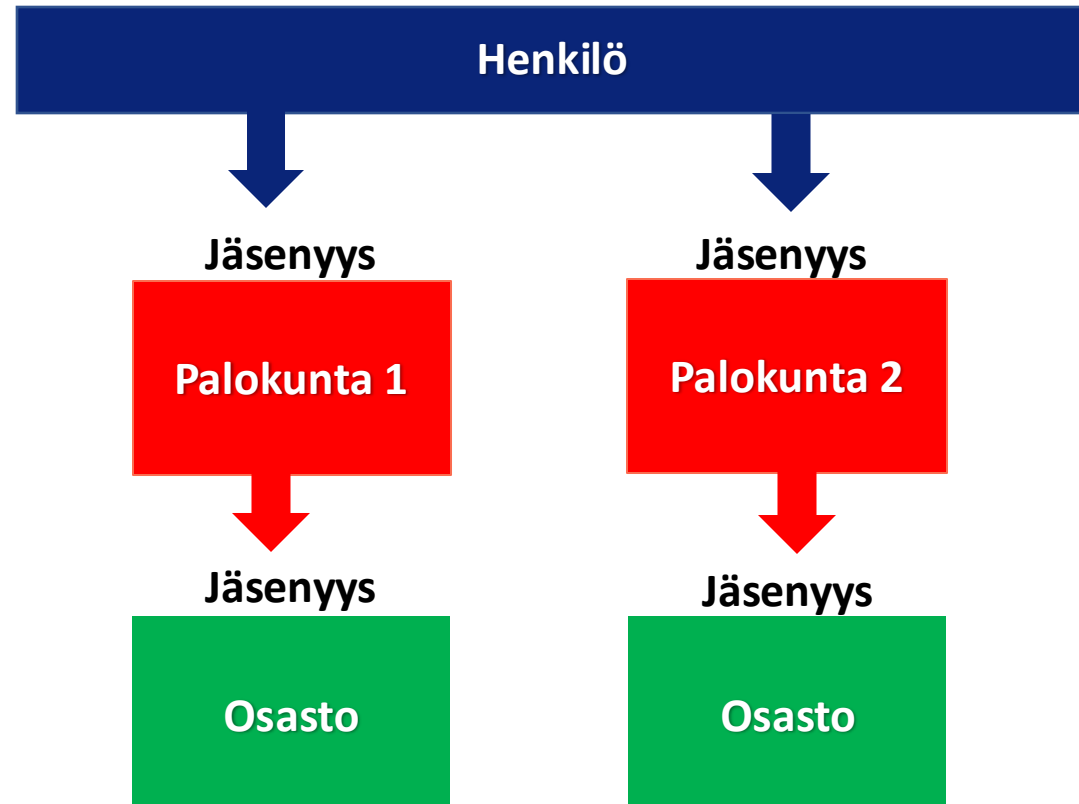 Henkilö
Jäsenyys
Jäsenyys
Palokunta 1
Palokunta 2
Jäsenyys
Jäsenyys
Osasto
Osasto